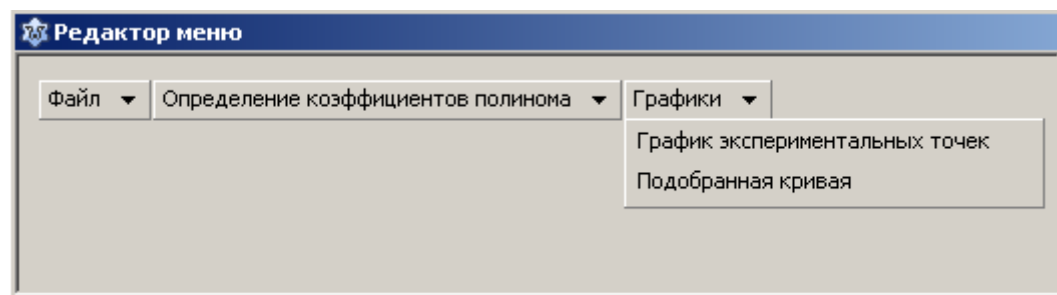 Редактор меню
Файл Определение коэффициентов полинома Графики
График экспериментальных точек
Подобранная кривая